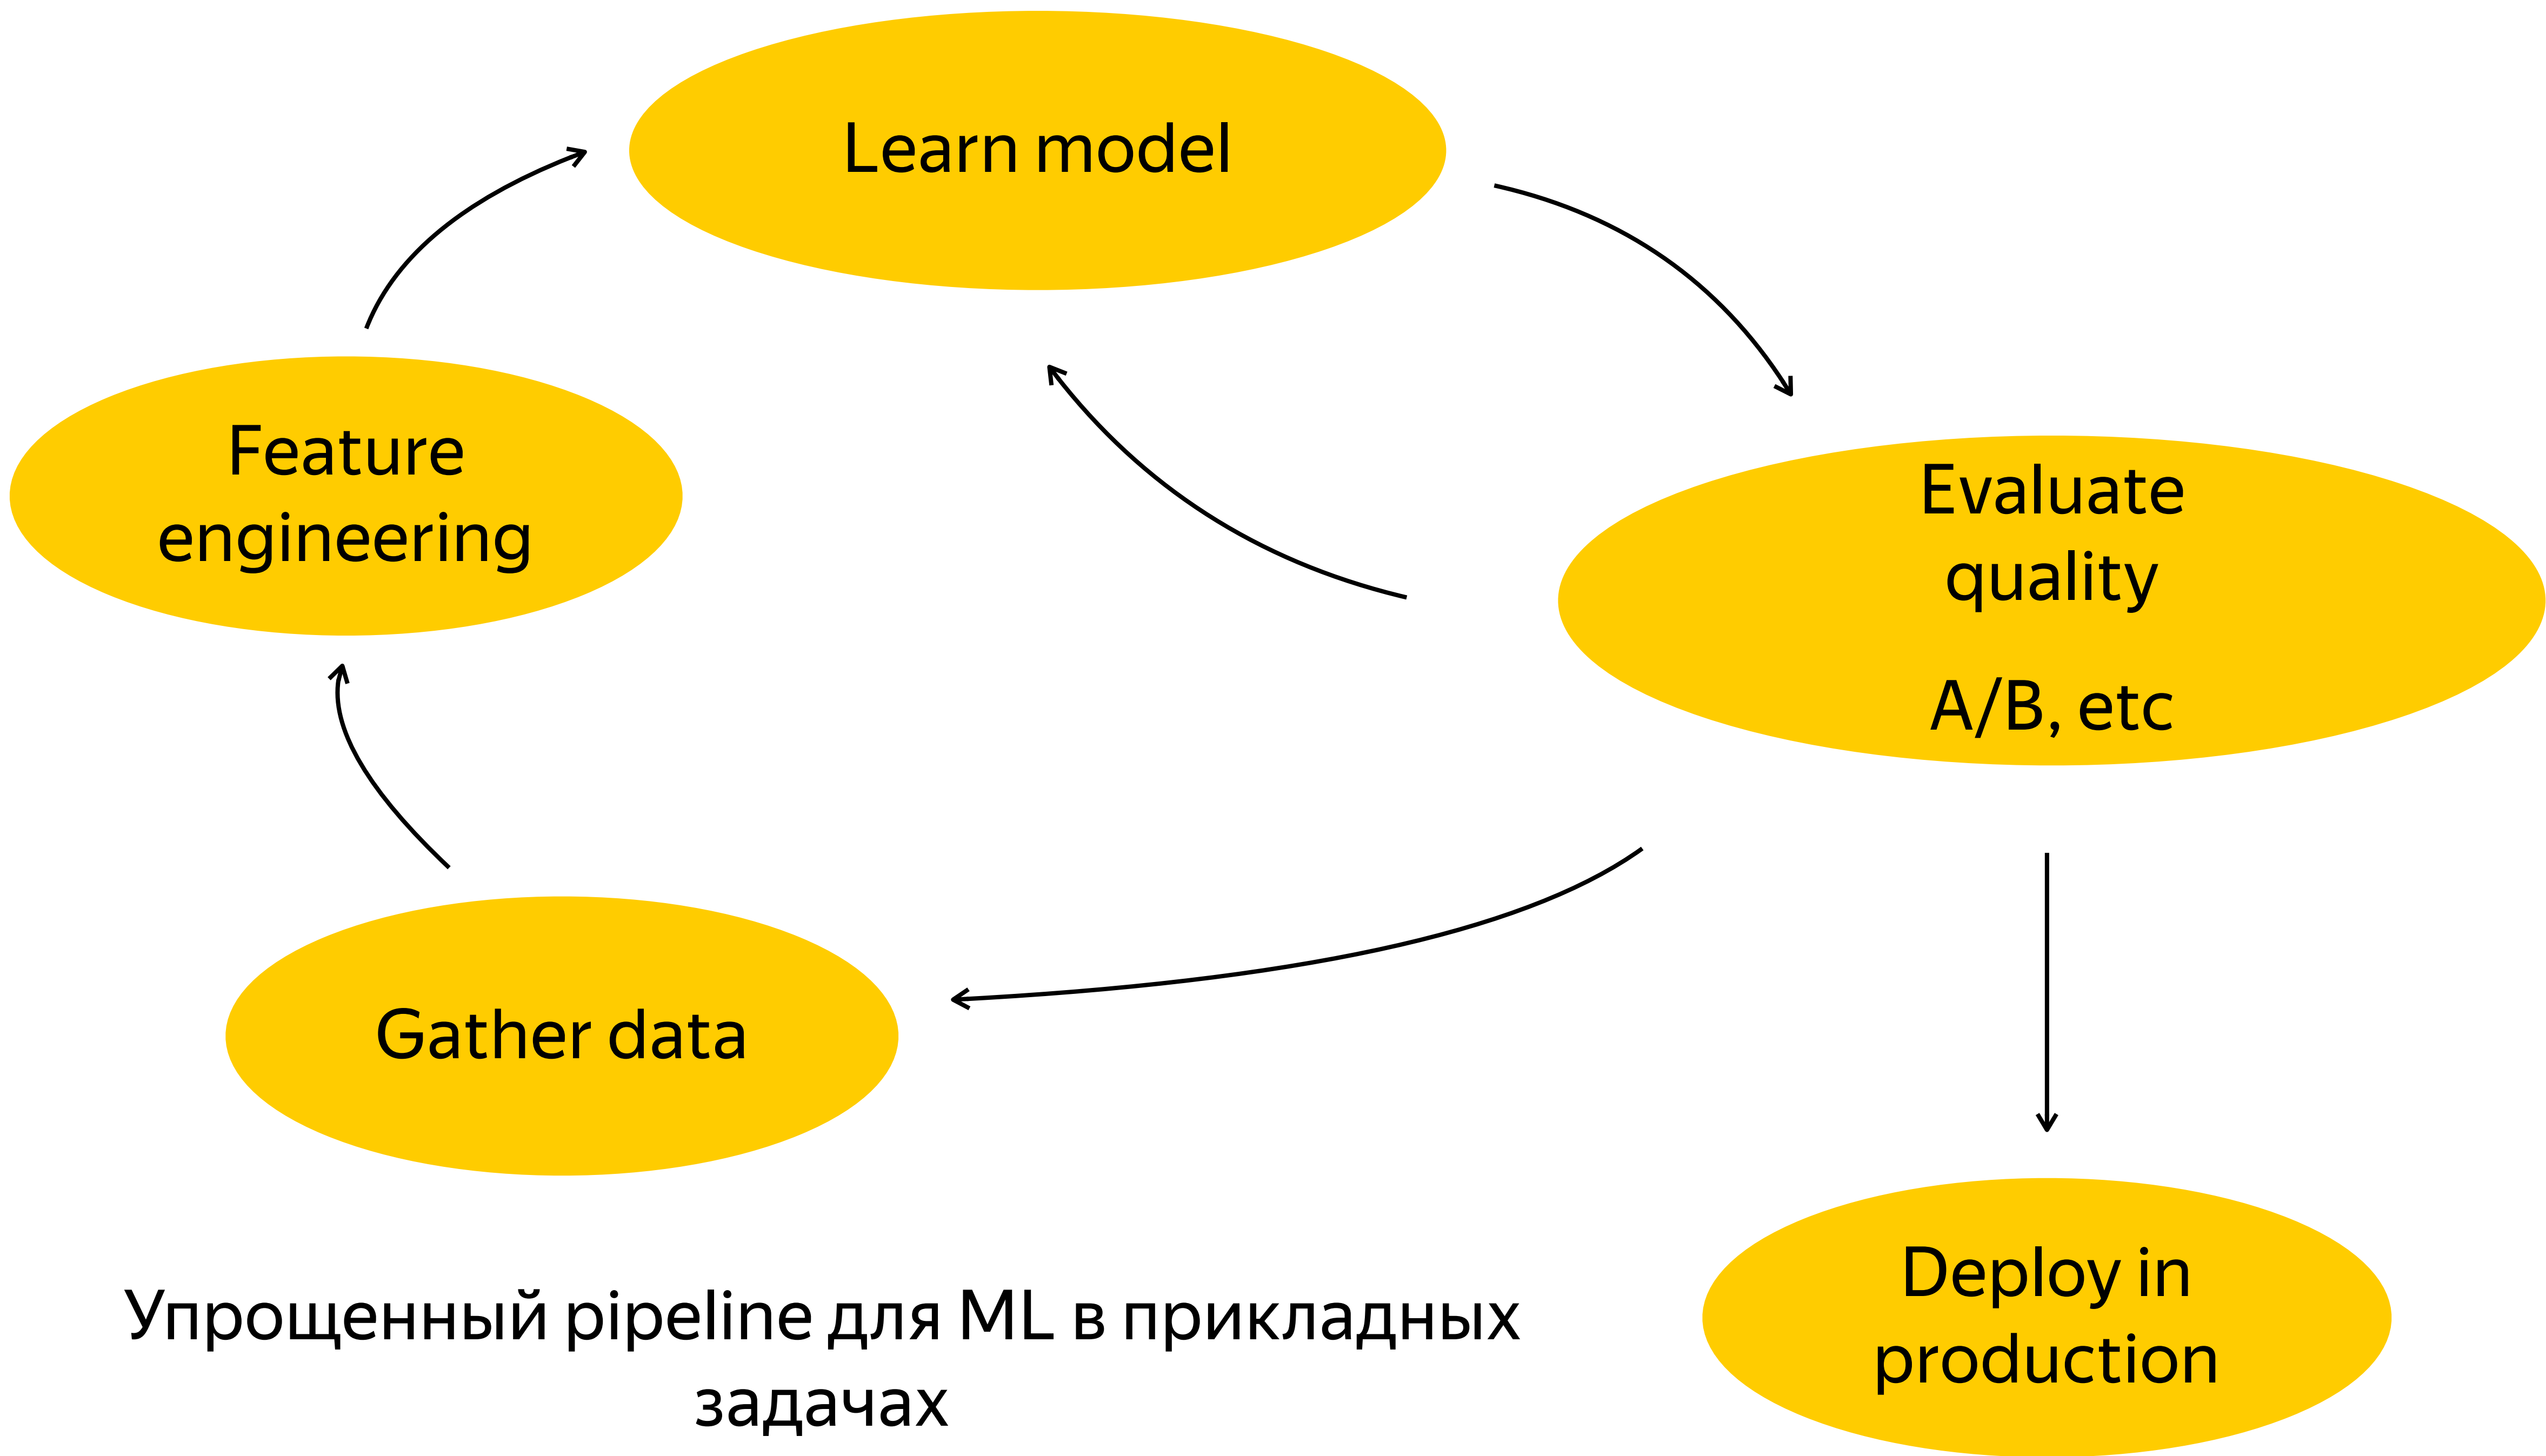 Learn model
Feature
engineering
Evaluate
quality
A/B, etc
Gather data
Deploy in
production
Упрощенный pipeline для ML в прикладных
задачах